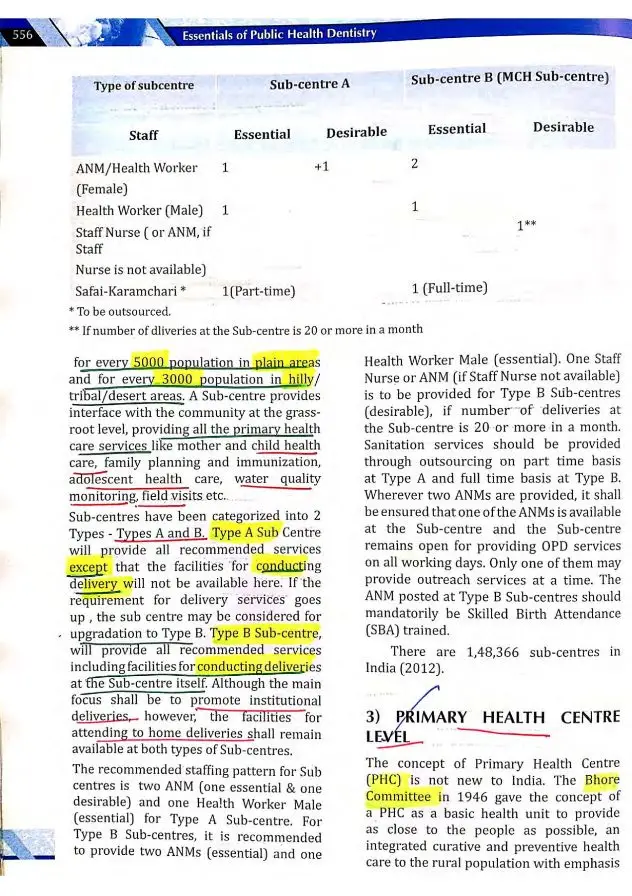 556
Essentials of Public Health Dentistry
Type of subcentre Sub-centre A Sub-centre B (MCH Sub-centre)
Staff Essential Desirable Essential Desirable
ANM/Health Worker 1 +1 2
(Female)
Health Worker (Male) 1 1
Staff Nurse ( or ANM, if 1**
Staff
Nurse is not available)
Safai-Karamchari * 1(Part-time) 1 (Full-time)
* To be outsourced.
** If number of dliveries at the Sub-centre is 20 or more in a month
for every 5000 population in plain areas
and for every 3000 population in hilly/
tribal/desert areas. A Sub-centre provides
interface with the community at the grass-
root level, providing all the primary health
care services like mother and child health
care, family planning and immunization,
adolescent health care, water quality
monitoring, field visits etc.
Sub-centres have been categorized into 2
Types - Types A and B. Type A Sub Centre
will provide all recommended services
except that the facilities for conducting
delivery will not be available here. If the
requirement for delivery services goes
up , the sub centre may be considered for
upgradation to Type B. Type B Sub-centre,
will provide all recommended services
including facilities for conducting deliveries
at the Sub-centre itself. Although the main
focus shall be to promote institutional
deliveries, however, the facilities for
attending to home deliveries shall remain
available at both types of Sub-centres.
The recommended staffing pattern for Sub
centres is two ANM (one essential & one
desirable) and one Health Worker Male
(essential) for Type A Sub-centre. For
Type B Sub-centres, it is recommended
to provide two ANMs (essential) and one
Health Worker Male (essential). One Staff
Nurse or ANM (if Staff Nurse not available)
is to be provided for Type B Sub-centres
(desirable), if number of deliveries at
the Sub-centre is 20 or more in a month.
Sanitation services should be provided
through outsourcing on part time basis
at Type A and full time basis at Type B.
Wherever two ANMs are provided, it shall
be ensured that one of the ANMs is available
at the Sub-centre and the Sub-centre
remains open for providing OPD services
on all working days. Only one of them may
provide outreach services at a time. The
ANM posted at Type B Sub-centres should
mandatorily be Skilled Birth Attendance
(SBA) trained.
There are 1,48,366 sub-centres in
India (2012).
3) PRIMARY HEALTH CENTRE
LEVEL
The concept of Primary Health Centre
(PHC) is not new to India. The Bhore
Committee in 1946 gave the concept of
a PHC as a basic health unit to provide
as close to the people as possible, an
integrated curative and preventive health
care to the rural population with emphasis